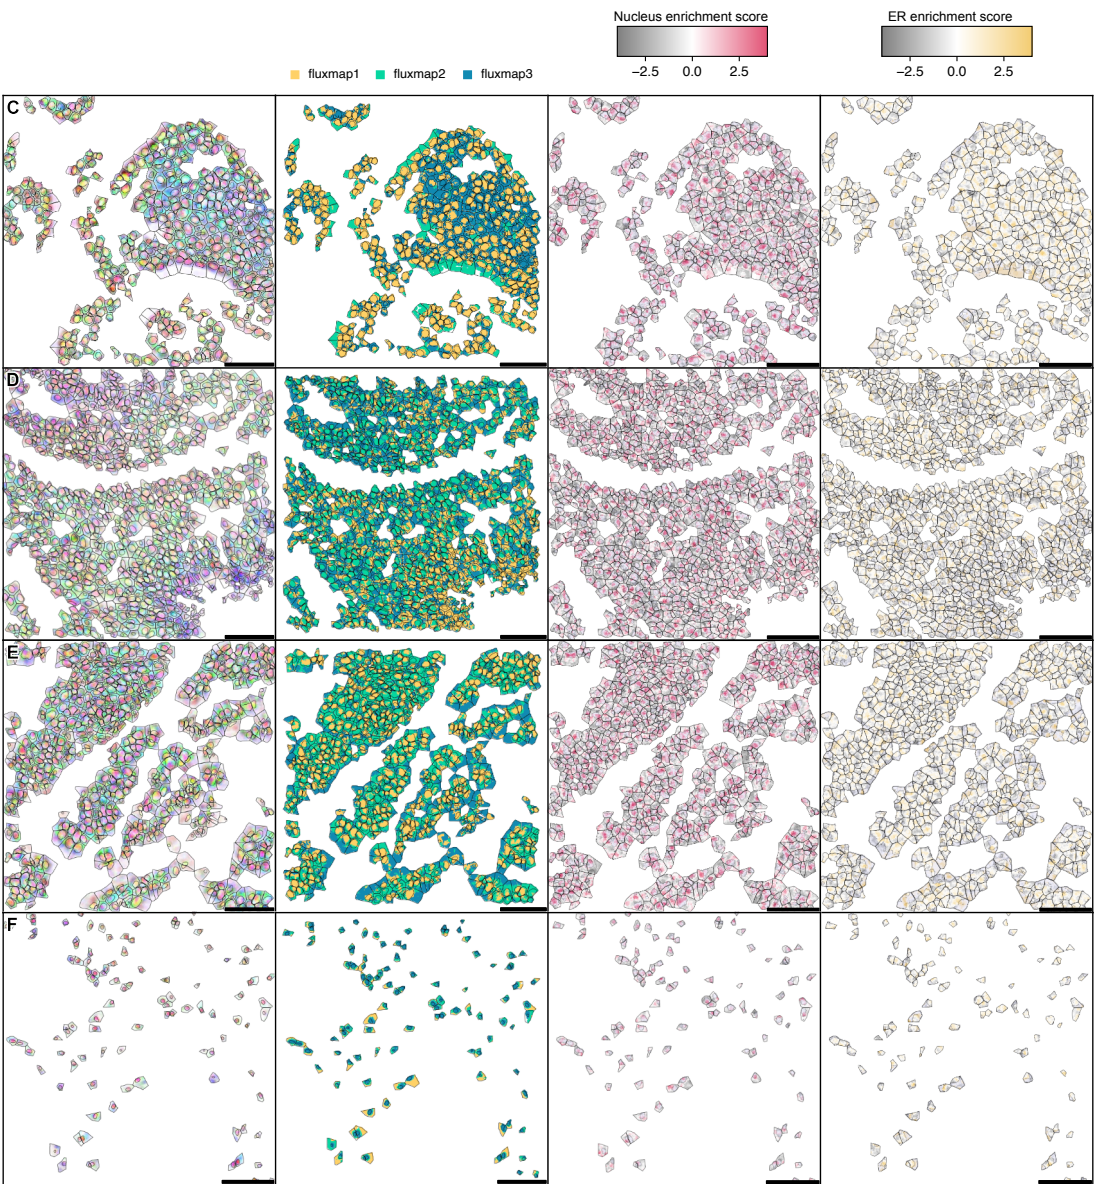 Nucleus enrichment score
ER enrichment score
−2.5 0.0 2.5
−2.5 0.0 2.5
fluxmap1 fluxmap2 fluxmap3
C
D
E
F